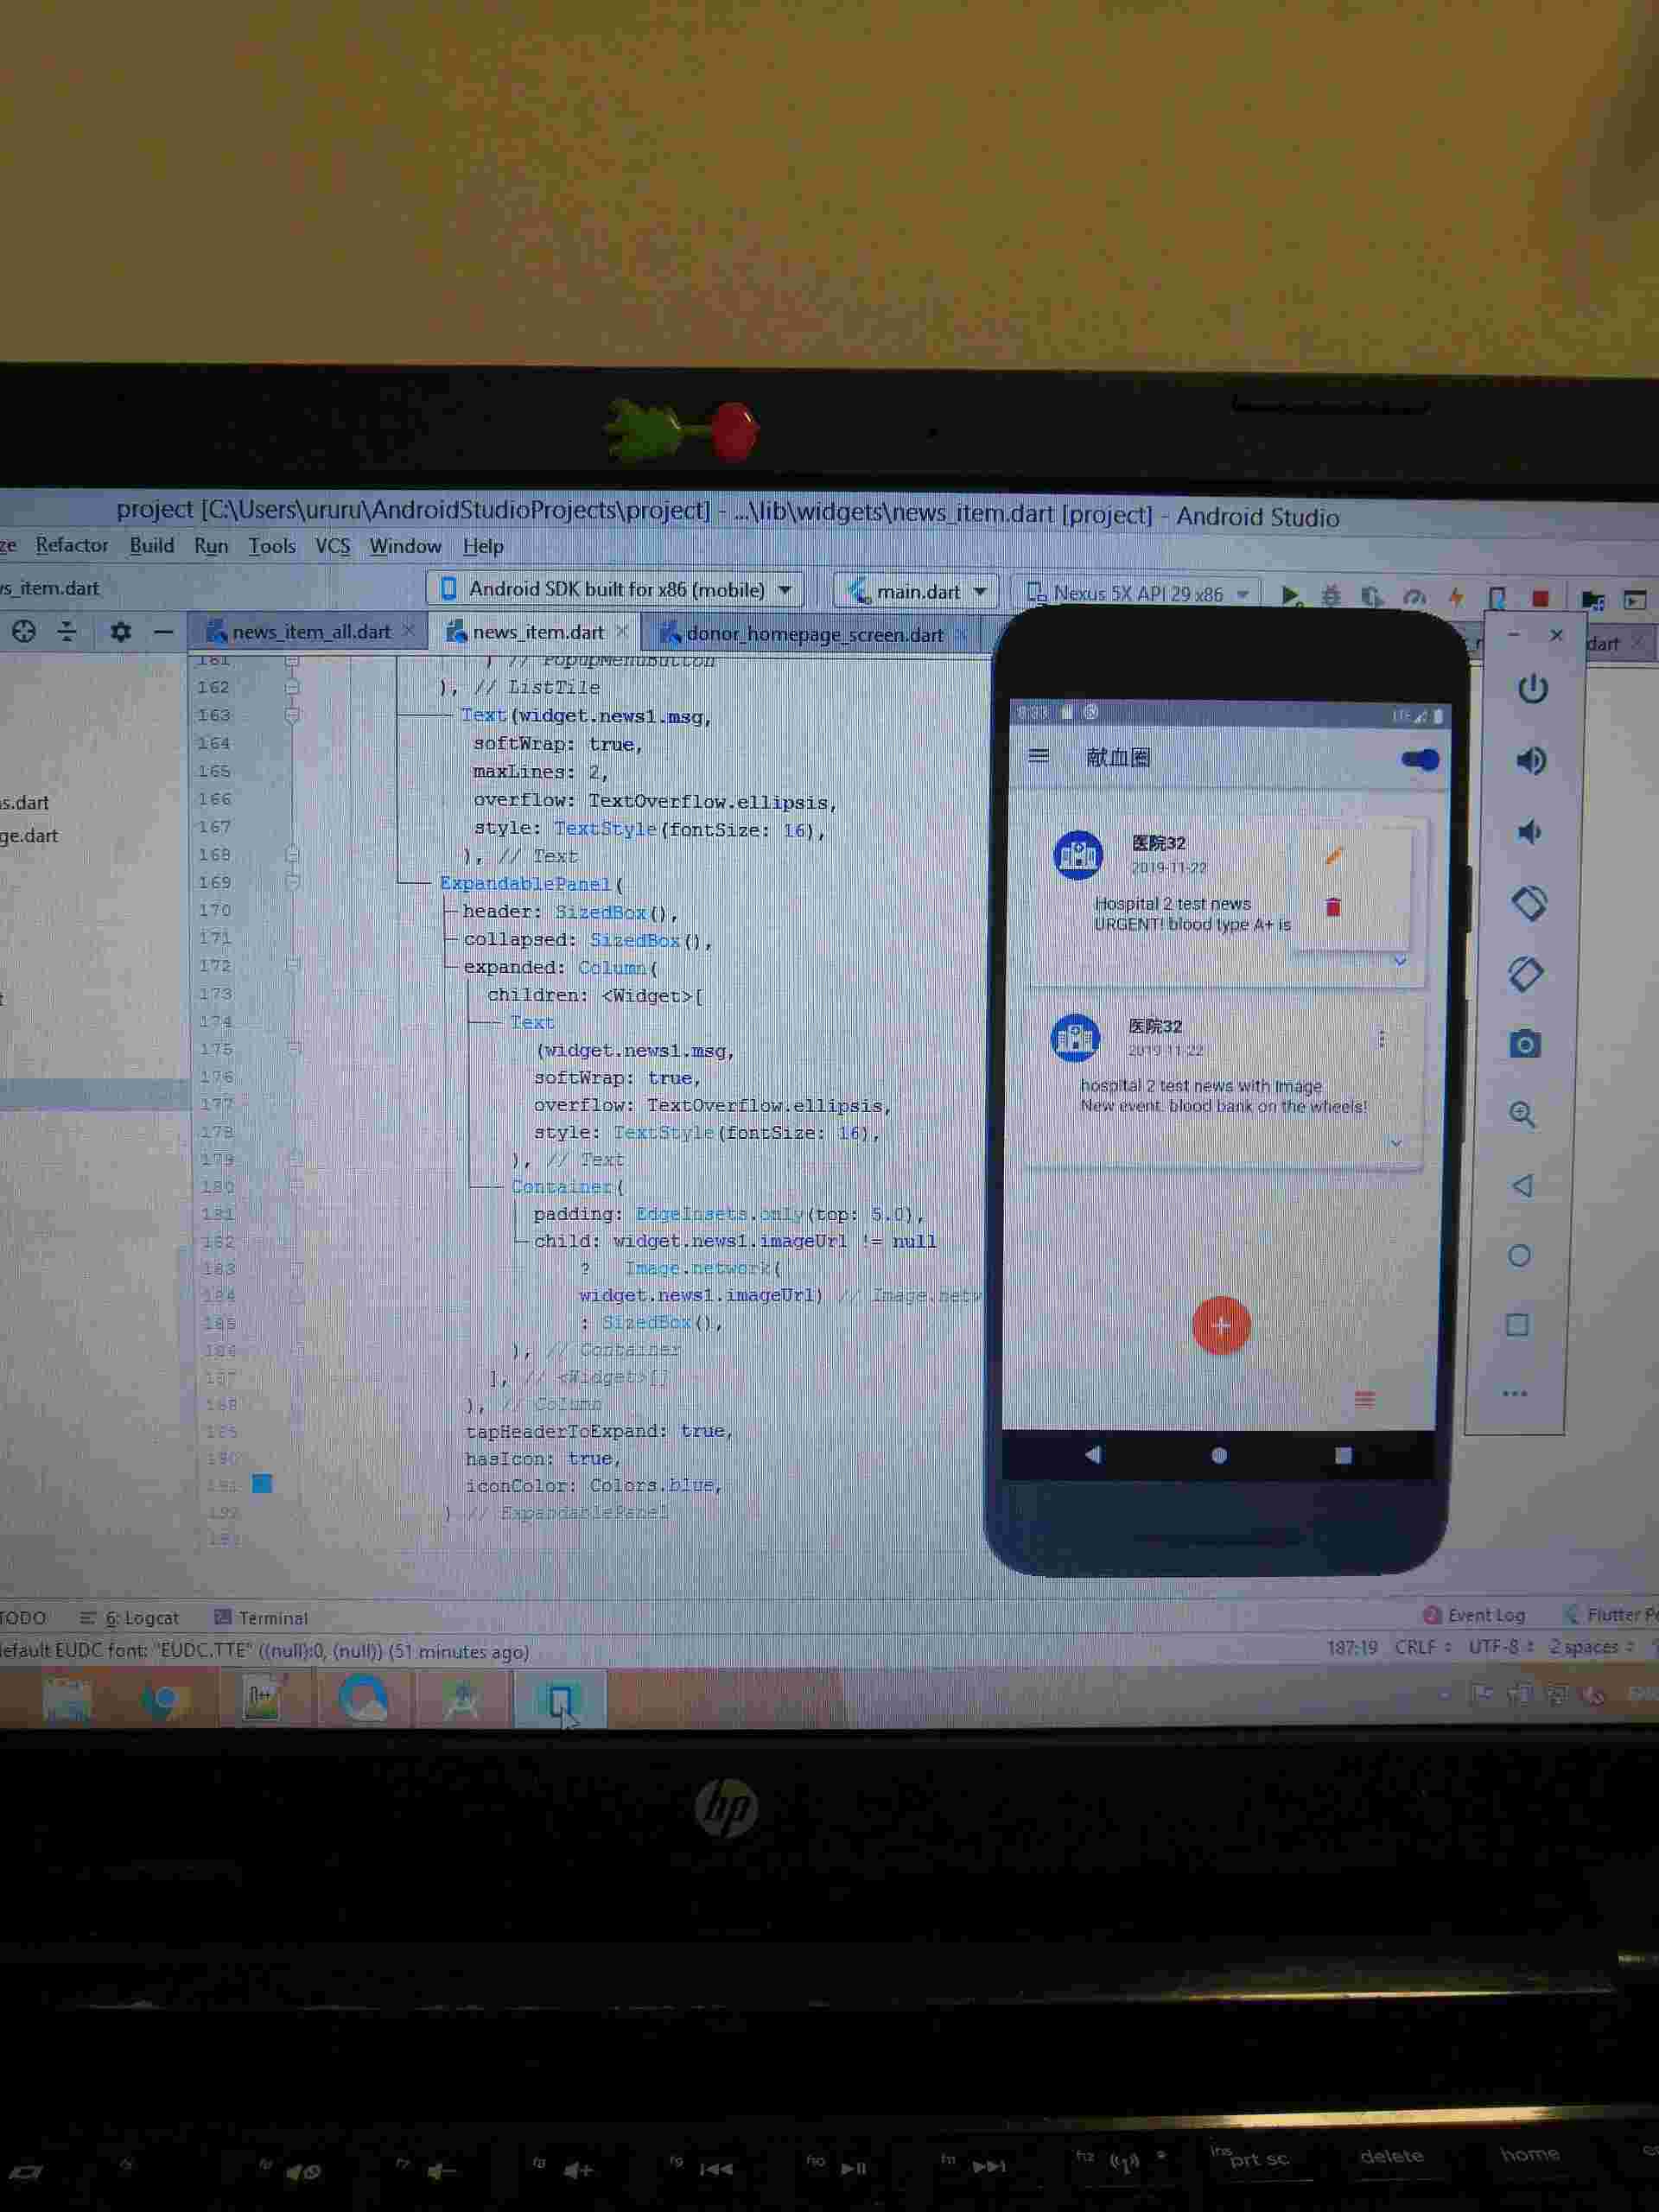 project [C:\Users\ururu\AndroidStudioProjects\project] - ...\lib\widgets\news_item.dart [project] - Android Studio
ze Refactor Build Run Tools VCS Window Help
s_item.dart
Android SDK built for x86 (mobile)
main.dart
Nexus 5X API 29 x86
news_item_all.dart
news_item.dart
donor_homepage_screen.dart
dart
s.dart
ge.dart
161 ) // PopupMenuButton
162 ), // ListTile
163 Text(widget.news1.msg,
164 softWrap: true,
165 maxLines: 2,
166 overflow: TextOverflow.ellipsis,
167 style: TextStyle(fontSize: 16),
168 ), // Text
169 ExpandablePanel(
170 header: SizedBox(),
171 collapsed: SizedBox(),
172 expanded: Column(
173 children: <Widget>[
174 Text
175 (widget.news1.msg,
176 softWrap: true,
177 overflow: TextOverflow.ellipsis,
178 style: TextStyle(fontSize: 16),
179 ), // Text
180 Container(
181 padding: EdgeInsets.only(top: 5.0),
182 child: widget.news1.imageUrl != null
183 ? Image.network(
184 widget.news1.imageUrl) // Image.netw
185 : SizedBox(),
186 ), // Container
187 ], // <Widget>[]
188 ), // Column
189 tapHeaderToExpand: true,
190 hasIcon: true,
191 iconColor: Colors.blue,
192 ) // ExpandablePanel
193
8:33
LTE
献血圈
医院32
2019-11-22
Hospital 2 test news
URGENT! blood type A+ is
医院32
2019-11-22
hospital 2 test news with Image
New event, blood bank on the wheels!
TODO
6: Logcat
Terminal
Event Log
Flutter Pe
efault EUDC font: "EUDC.TTE" ((null):0, (null)) (51 minutes ago)
187:19 CRLF UTF-8 2 spaces
hp
f7
f8
f9
f10
f11
f12
ins
prt sc
delete
home